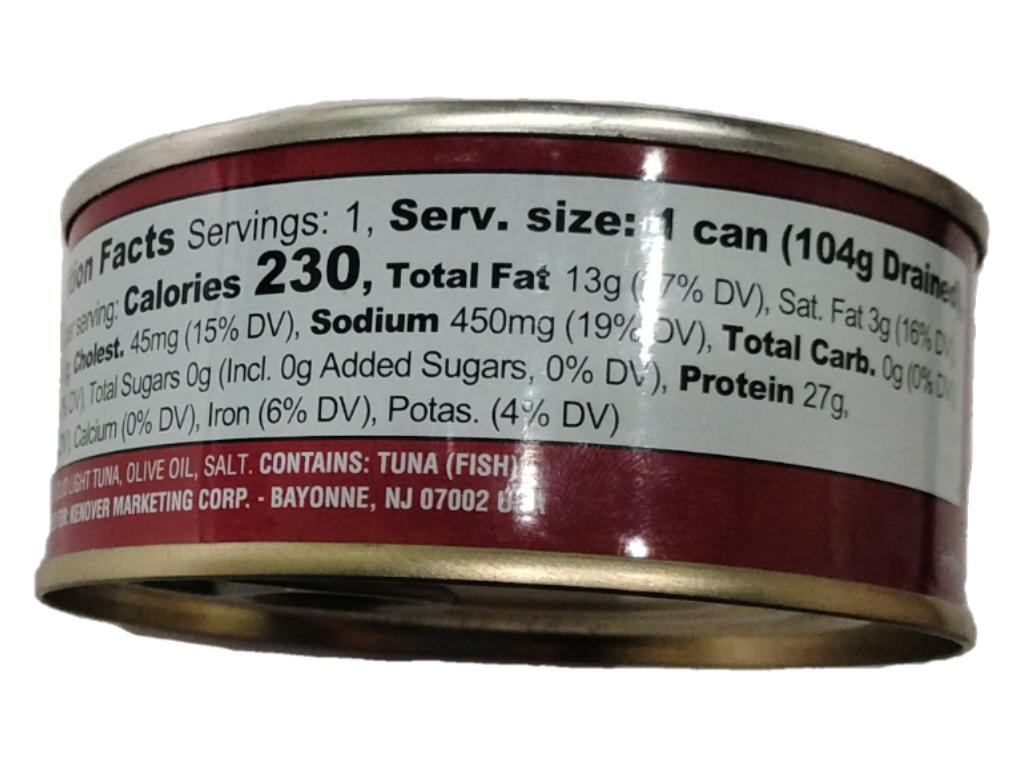 Facts Servings: 1, Serv. size: 1 can (104g Drained)
serving: Calories 230, Total Fat 13g ( 7% DV), Sat. Fat 3g (16% DV
Cholest. 45mg (15% DV), Sodium 450mg (19% DV), Total Carb. 0g (0% DV
DV), Total Sugars 0g (Incl. 0g Added Sugars, 0% DV), Protein 27g,
Calcium (0% DV), Iron (6% DV), Potas. (4% DV)
LIGHT TUNA, OLIVE OIL, SALT. CONTAINS: TUNA (FISH)
KENOVER MARKETING CORP. - BAYONNE, NJ 07002 USA